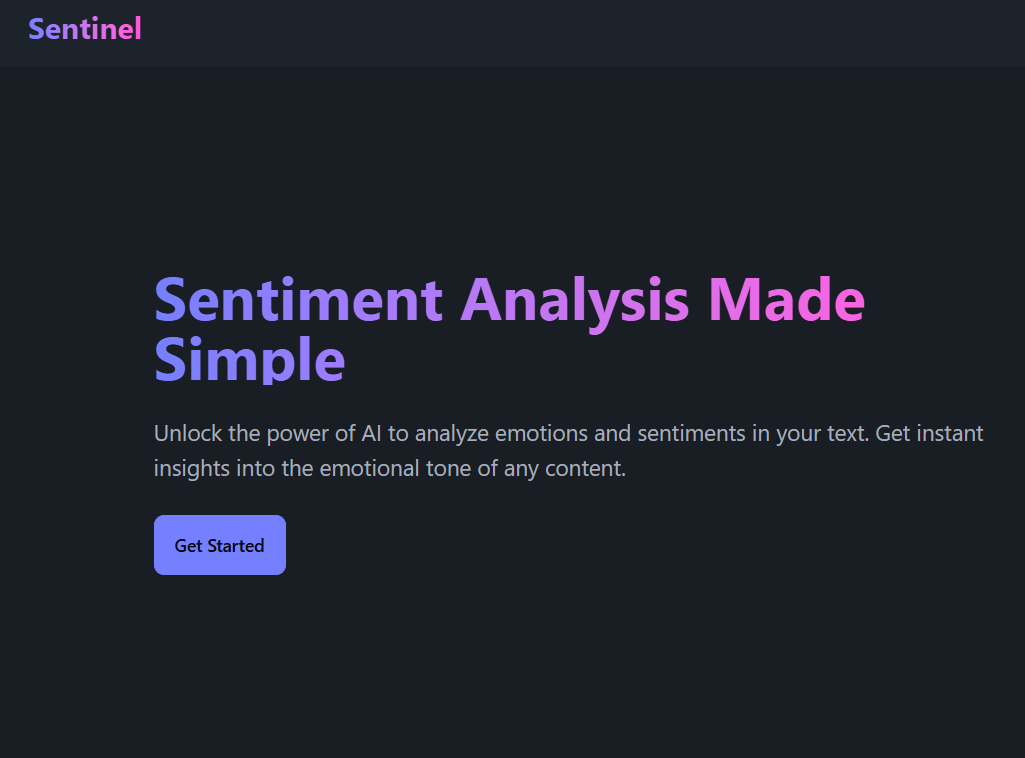 Sentinel
Sentiment Analysis Made
Simple
Unlock the power of AI to analyze emotions and sentiments in your text. Get instant
insights into the emotional tone of any content.
Get Started